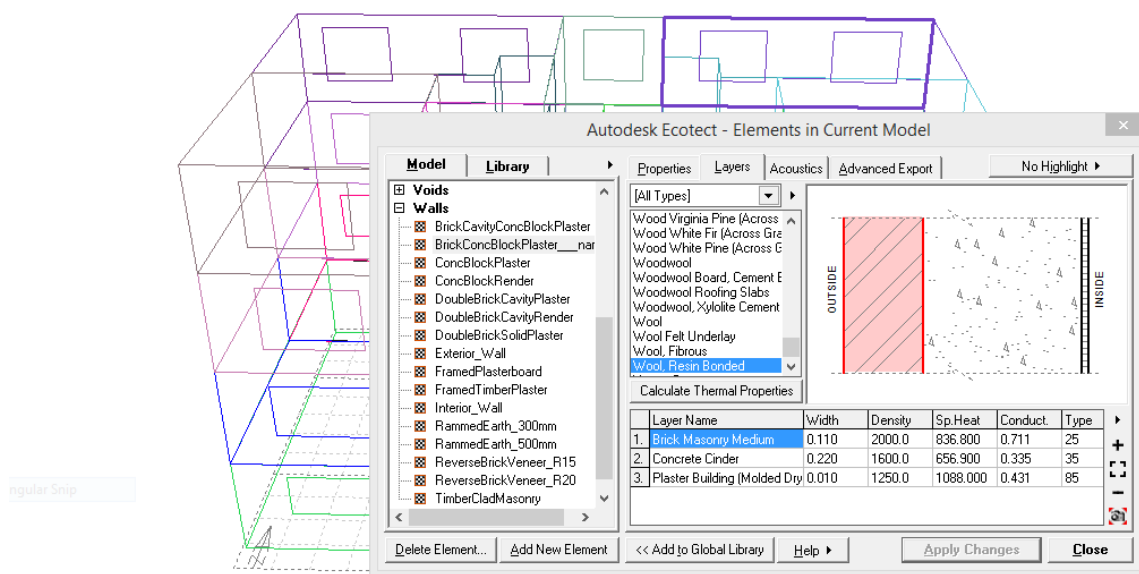 Autodesk Ecotect - Elements in Current Model
Model Library
Properties Layers Acoustics Advanced Export
No Highlight
Voids
Walls
BrickCavityConcBlockPlaster
BrickConcBlockPlaster___nar
ConcBlockPlaster
ConcBlockRender
DoubleBrickCavityPlaster
DoubleBrickCavityRender
DoubleBrickSolidPlaster
Exterior_Wall
FramedPlasterboard
FramedTimberPlaster
Interior_Wall
RammedEarth_300mm
RammedEarth_500mm
ReverseBrickVeneer_R15
ReverseBrickVeneer_R20
TimberCladMasonry
[All Types]
Wood Virginia Pine (Across
Wood White Fir (Across Gra
Wood White Pine (Across G
Woodwool
Woodwool Board, Cement B
Woodwool Roofing Slabs
Woodwool, Xylolite Cement
Wool
Wool Felt Underlay
Wool, Fibrous
Wool, Resin Bonded
Calculate Thermal Properties
OUTSIDE
INSIDE
Layer Name Width Density Sp.Heat Conduct. Type
1. Brick Masonry Medium 0.110 2000.0 836.800 0.711 25
2. Concrete Cinder 0.220 1600.0 656.900 0.335 35
3. Plaster Building (Molded Dry 0.010 1250.0 1088.000 0.431 85
Delete Element... Add New Element << Add to Global Library Help Apply Changes Close
ngular Snip